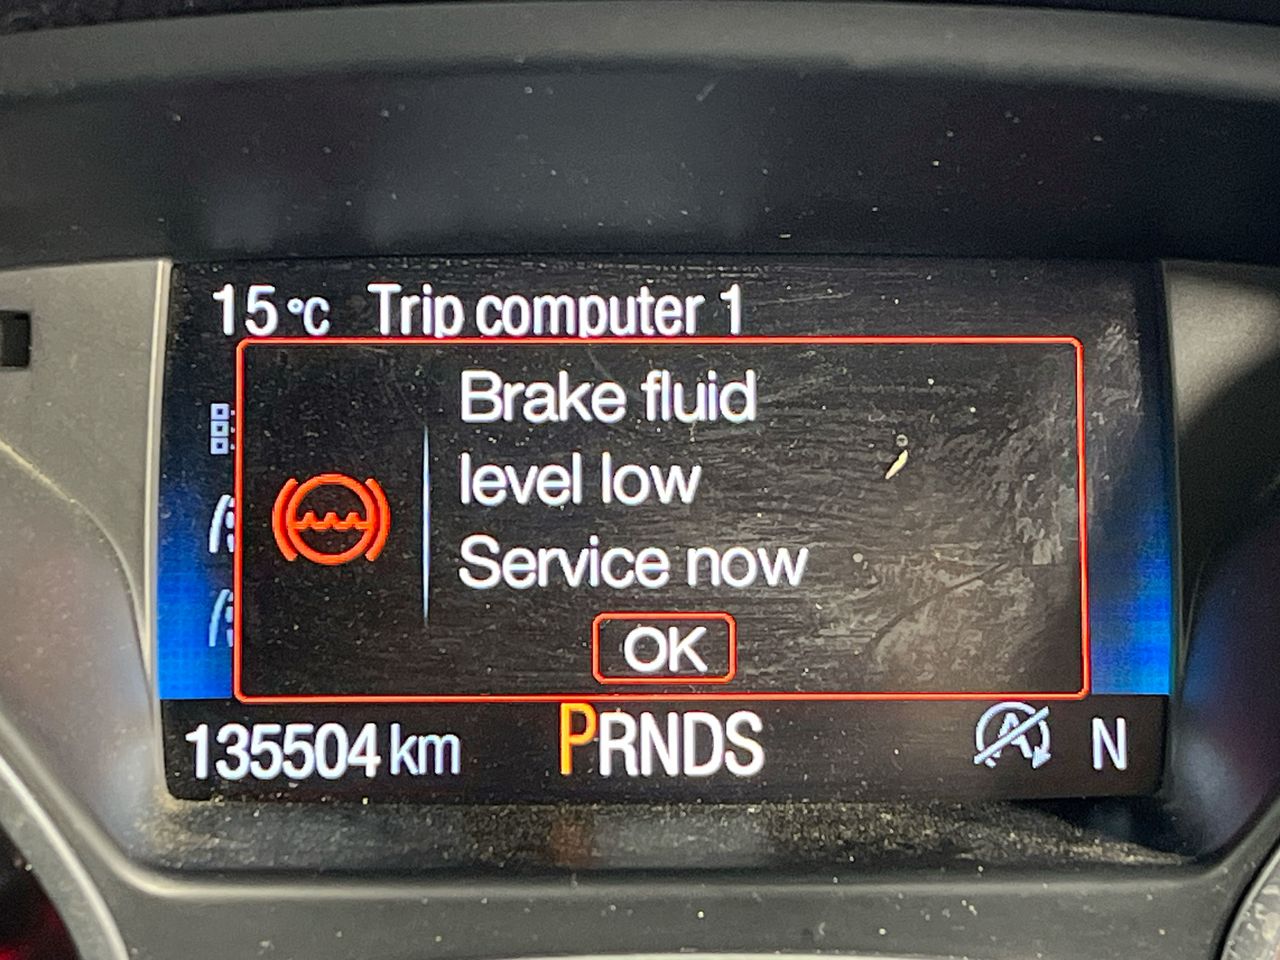 15 °C Trip computer 1
Brake fluid
level low
Service now
OK
135504 km PRNDS A N